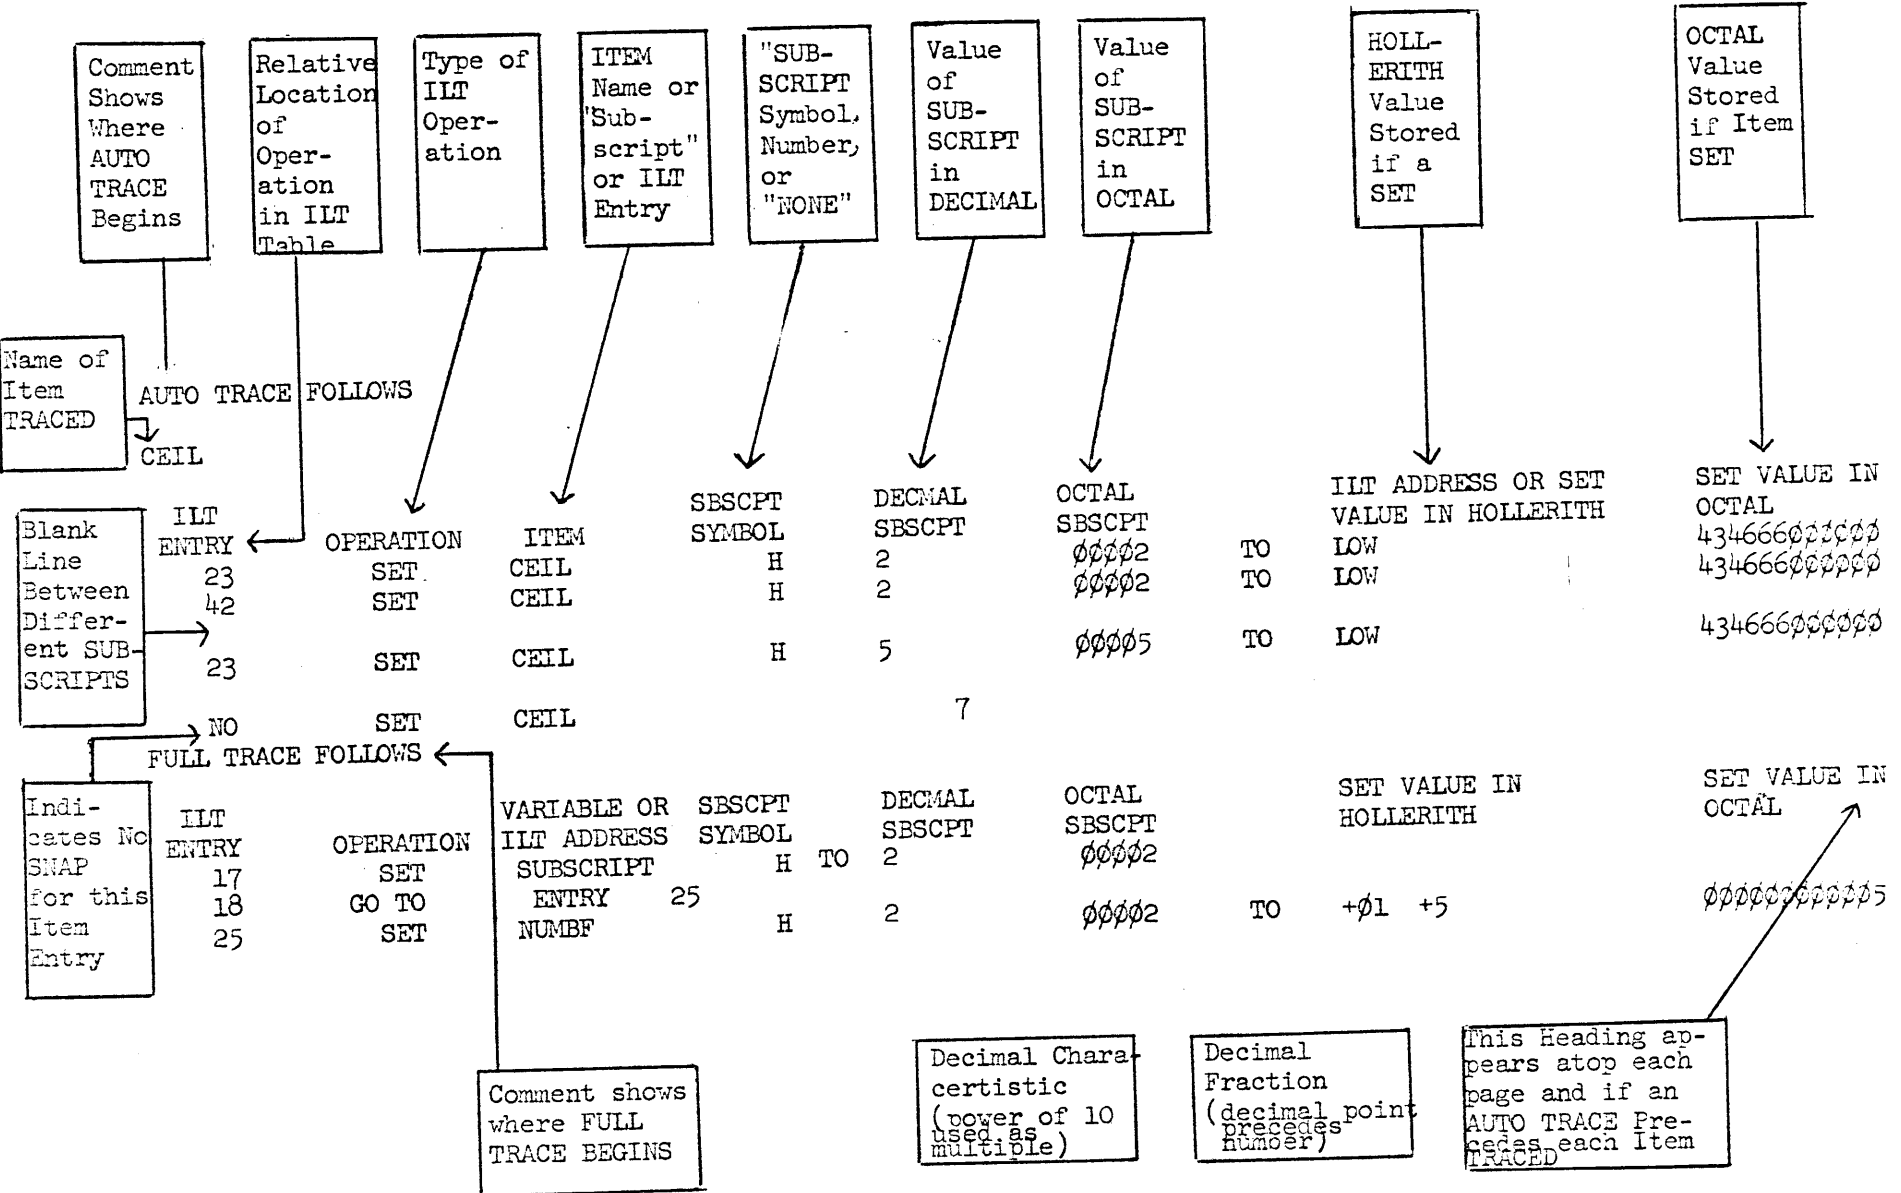 Comment
Shows
Where
AUTO
TRACE
Begins
Relative
Location
of
Oper-
ation
in ILT
Table
Type of
ILT
Oper-
ation
ITEM
Name or
"Sub-
script"
or ILT
Entry
"SUB-
SCRIPT
Symbol,
Number,
or
"NONE"
Value
of
SUB-
SCRIPT
in
DECIMAL
Value
of
SUB-
SCRIPT
in
OCTAL
HOLL-
ERITH
Value
Stored
if a
SET
OCTAL
Value
Stored
if Item
SET
Name of
Item
TRACED
AUTO TRACE FOLLOWS
CEIL
Blank
Line
Between
Differ-
ent SUB-
SCRIPTS
ILT
ENTRY OPERATION ITEM SBSCPT
SYMBOL DECMAL
SBSCPT OCTAL
SBSCPT ILT ADDRESS OR SET
VALUE IN HOLLERITH SET VALUE IN
OCTAL
23 SET CEIL H 2 ØØØØ2 TO LOW 434666ØØØØØØ
42 SET CEIL H 2 ØØØØ2 TO LOW 434666ØØØØØØ
23 SET CEIL H 5 ØØØØ5 TO LOW 434666ØØØØØØ
NO SET CEIL 7
FULL TRACE FOLLOWS
Indi-
cates No
SNAP
for this
Item
Entry
ILT
ENTRY OPERATION VARIABLE OR
ILT ADDRESS SBSCPT
SYMBOL DECMAL
SBSCPT OCTAL
SBSCPT SET VALUE IN
HOLLERITH SET VALUE IN
OCTAL
17 SET SUBSCRIPT H TO 2 ØØØØ2
18 GO TO ENTRY 25
25 SET NUMBF H 2 ØØØØ2 TO +Ø1 +5 ØØØØØØØØØØØ5
Comment shows
where FULL
TRACE BEGINS
Decimal Chara-
certistic
(power of 10
used as
multiple)
Decimal
Fraction
(decimal point
precedes
number)
This Heading ap-
pears atop each
page and if an
AUTO TRACE Pre-
cedes each Item
TRACED